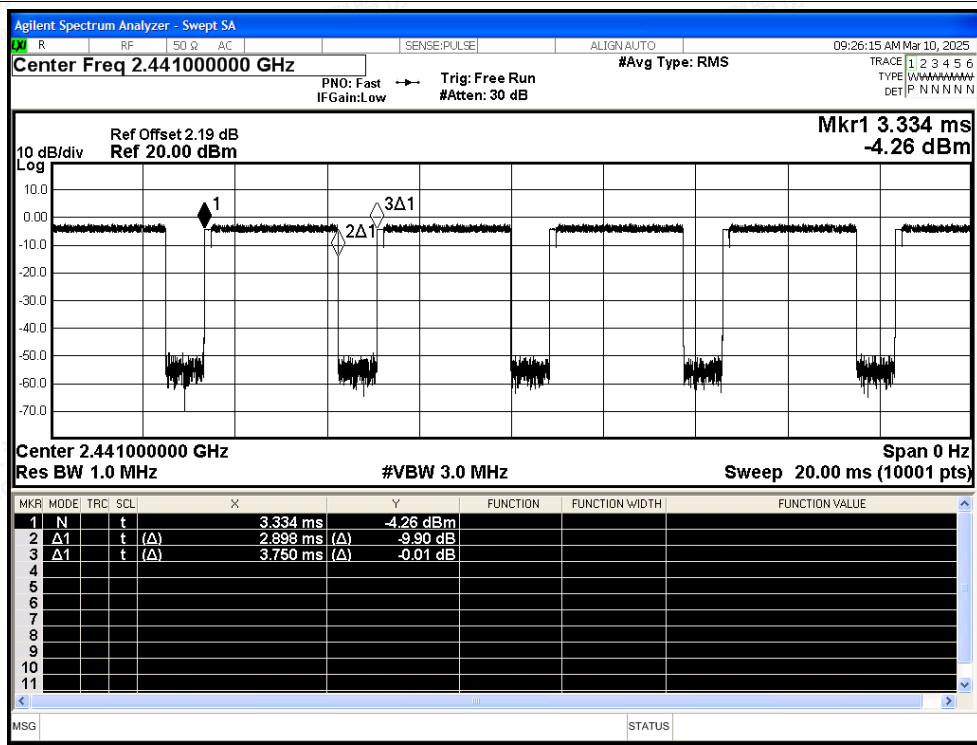 Agilent Spectrum Analyzer - Swept SA
LXI R RF 50 Ω AC SENSE:PULSE ALIGN AUTO 09:26:15 AM Mar 10, 2025
Center Freq 2.441000000 GHz #Avg Type: RMS TRACE 1 2 3 4 5 6
PNO: Fast Trig: Free Run TYPE
IFGain:Low #Atten: 30 dB DET P N N N N N
Mkr1 3.334 ms
Ref Offset 2.19 dB
10 dB/div Ref 20.00 dBm -4.26 dBm
Log
10.0
1 3Δ1
0.00
2Δ1
-10.0
-20.0
-30.0
-40.0
-50.0
-60.0
-70.0
Center 2.441000000 GHz Span 0 Hz
Res BW 1.0 MHz #VBW 3.0 MHz Sweep 20.00 ms (10001 pts)
MKR MODE TRC SCL X Y FUNCTION FUNCTION WIDTH FUNCTION VALUE
1 N t 3.334 ms -4.26 dBm
2 Δ1 t (Δ) 2.898 ms (Δ) -9.90 dB
3 Δ1 t (Δ) 3.750 ms (Δ) -0.01 dB
4
5
6
7
8
9
10
11
MSG STATUS